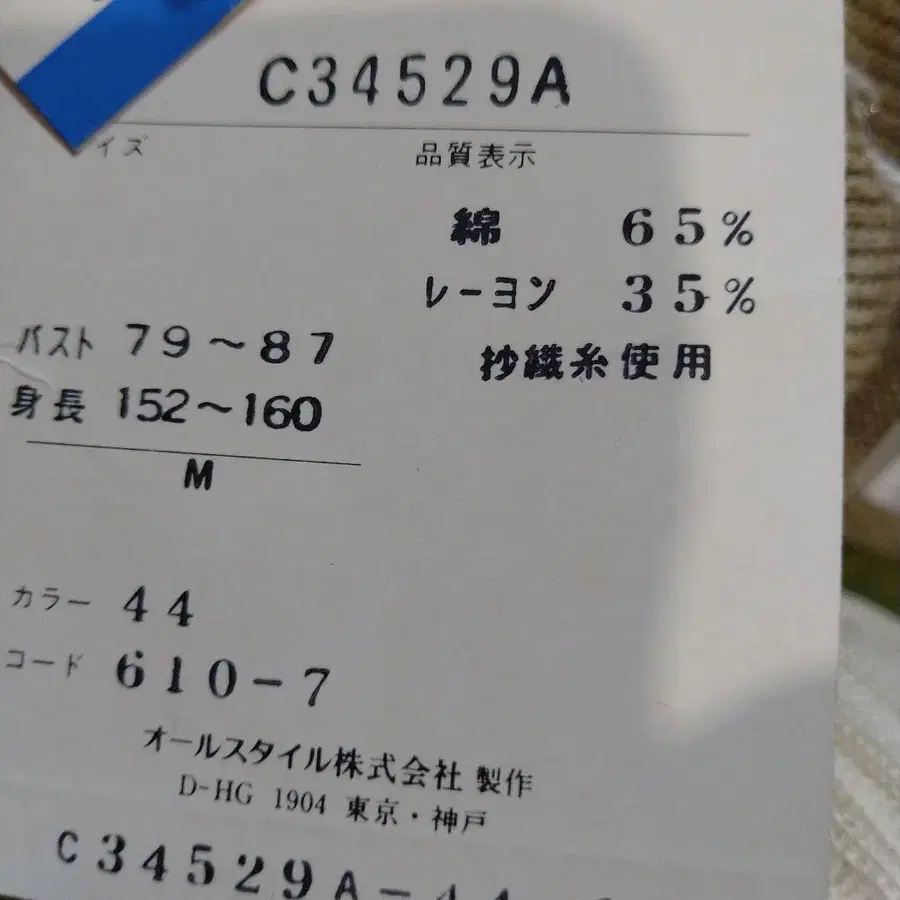 C34529A
イズ
品質表示
綿 65%
レーヨン 35%
抄繊糸使用
バスト 79～87
身長 152～160
M
カラー 44
コード 610-7
オールスタイル株式会社 製作
D-HG 1904 東京・神戸
C34529A-44